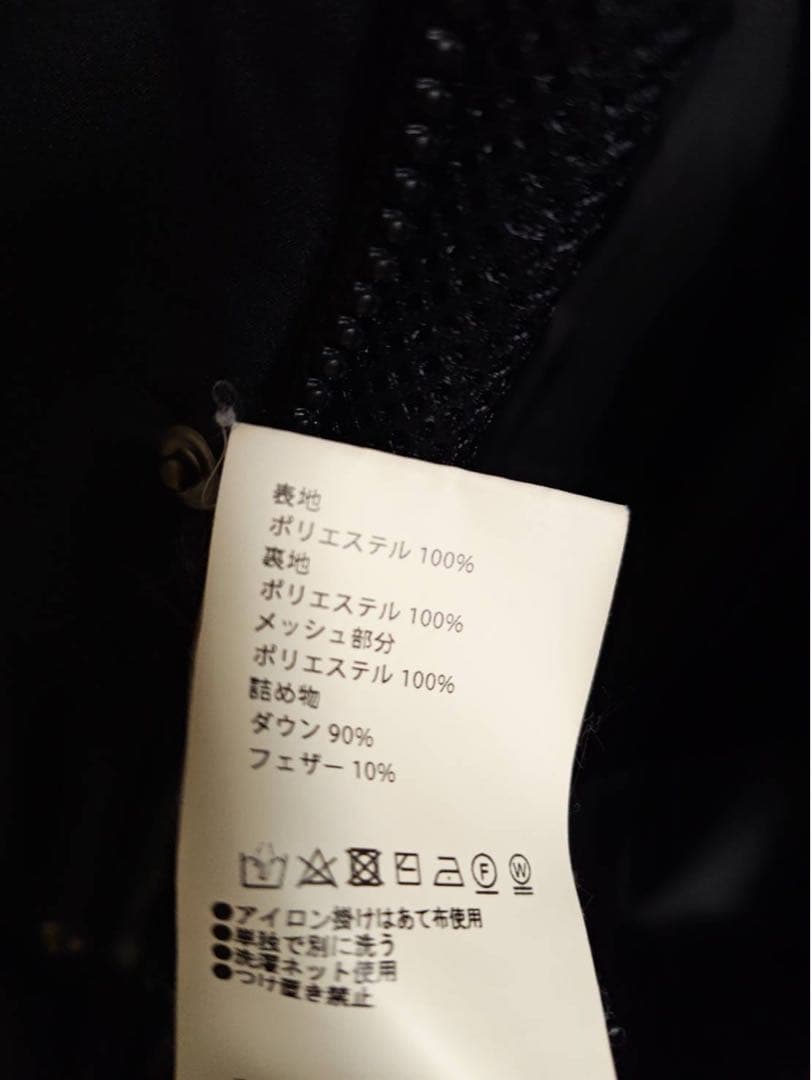 表地
ポリエステル 100%
裏地
ポリエステル 100%
メッシュ部分
ポリエステル 100%
詰め物
ダウン 90%
フェザー 10%
F W
●アイロン掛けはあて布使用
●単独で別に洗う
●洗濯ネット使用
●つけ置き禁止